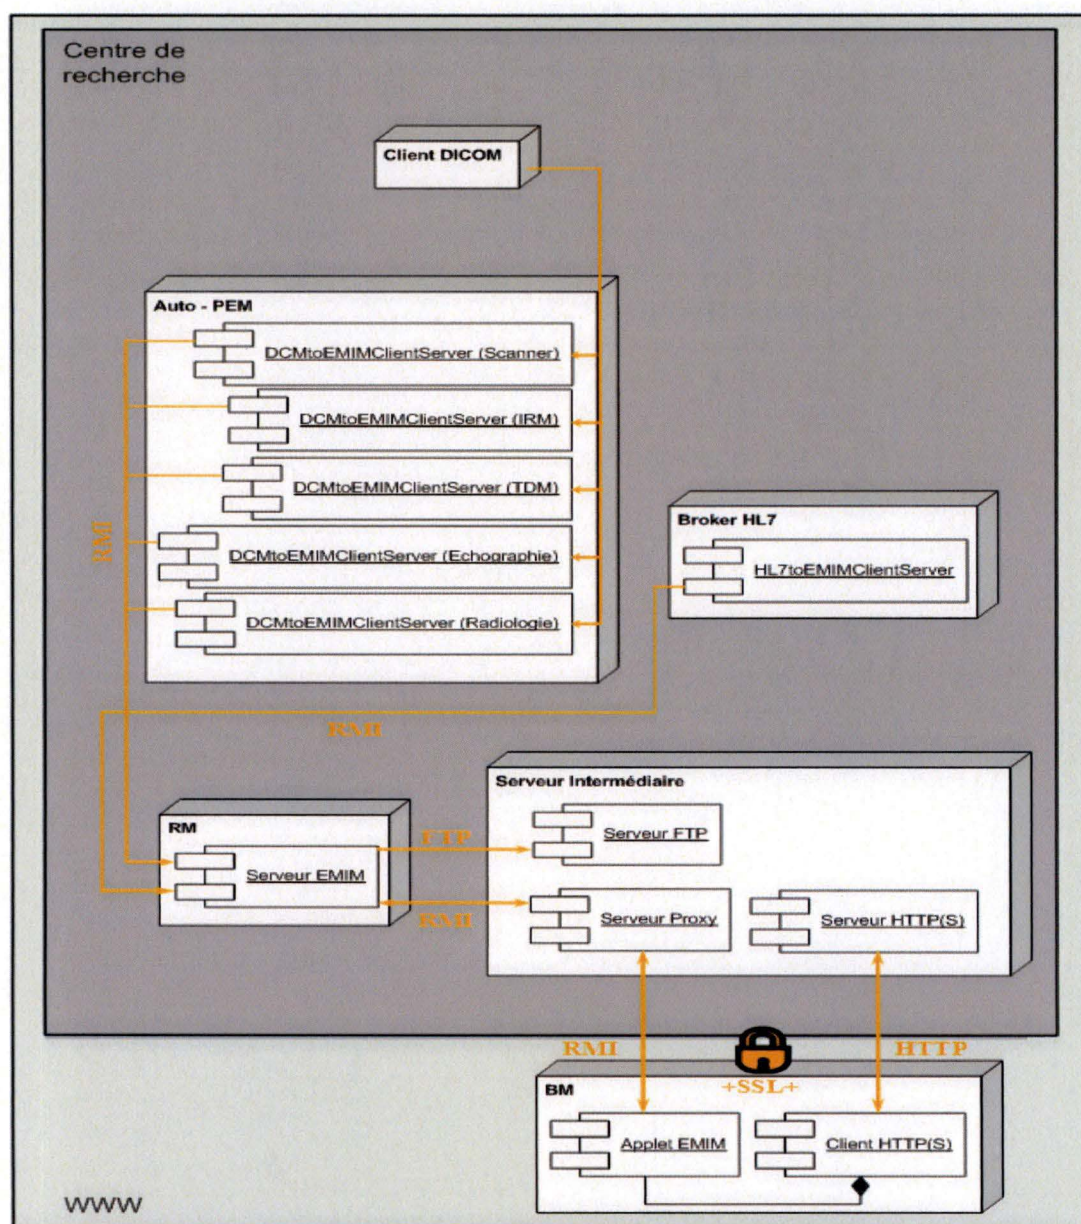 Centre de
recherche
Client DICOM
Auto - PEM
DCMtoEMIMClientServer (Scanner)
DCMtoEMIMClientServer (IRM)
DCMtoEMIMClientServer (TDM)
DCMtoEMIMClientServer (Echographie)
DCMtoEMIMClientServer (Radiologie)
RMI
Broker HL7
HL7toEMIMClientServer
RMI
Serveur Intermédiaire
RM
Serveur EMIM
FTP
Serveur FTP
RMI
Serveur Proxy
Serveur HTTP(S)
RMI
HTTP
+SSL+
BM
Applet EMIM
Client HTTP(S)
www